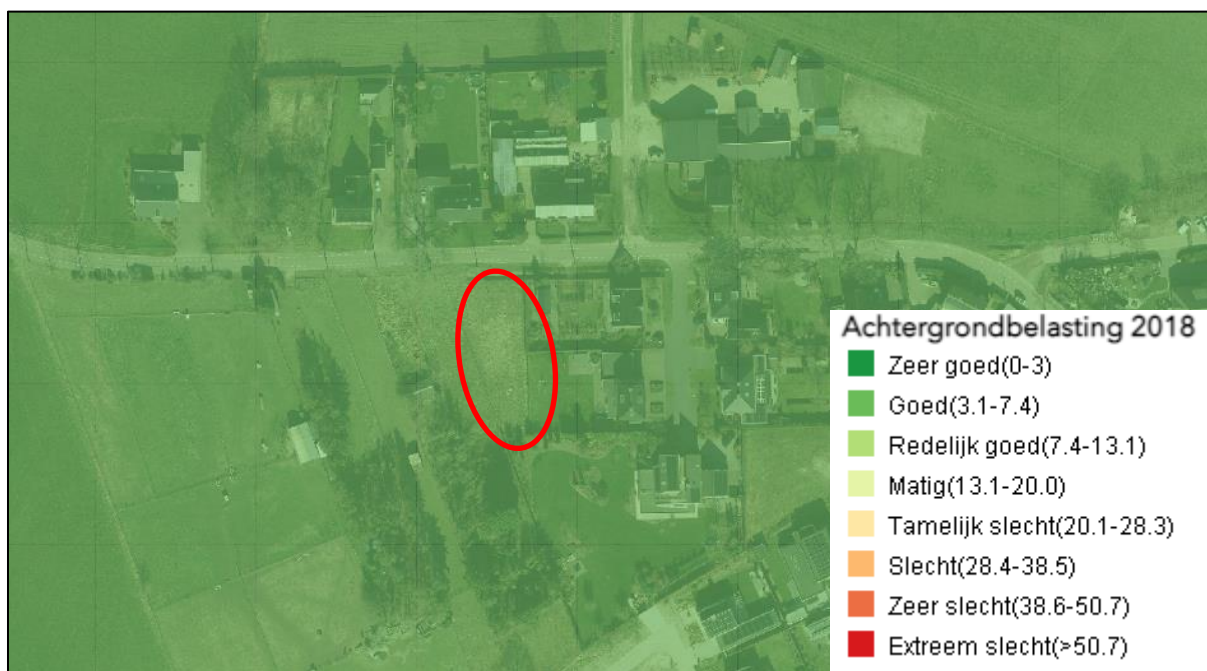 Achtergrondbelasting 2018
Zeer goed(0-3)
Goed(3.1-7.4)
Redelijk goed(7.4-13.1)
Matig(13.1-20.0)
Tamelijk slecht(20.1-28.3)
Slecht(28.4-38.5)
Zeer slecht(38.6-50.7)
Extreem slecht(>50.7)